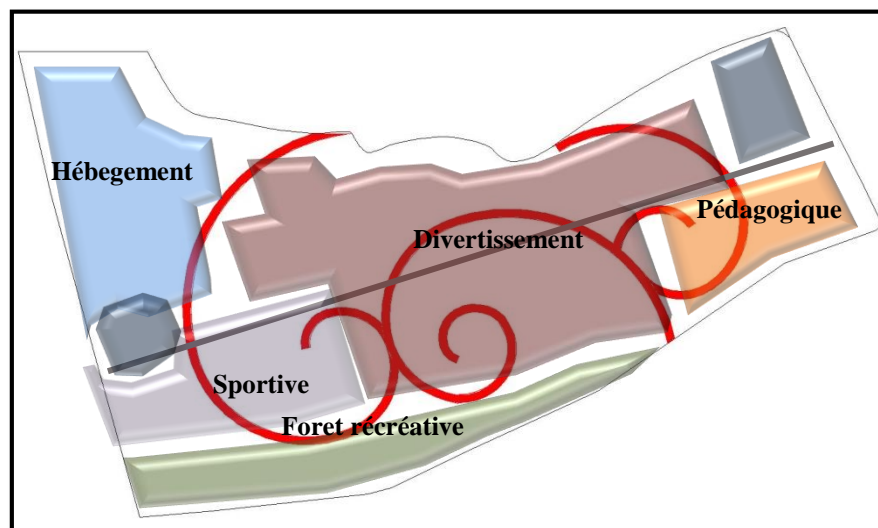 Hébegement
Pédagogique
Divertissement
Sportive
Foret récréative